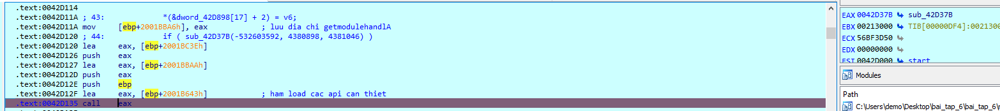 .text:0042D114
.text:0042D11A ; 43: *(&dword_42D898[17] + 2) = v6;
.text:0042D11A mov [ebp+2001BBA6h], eax ; luu dia chi getmodulehandlA
.text:0042D120 ; 44: if ( sub_42D37B(-532603592, 4380898, 4381046) )
.text:0042D120 lea eax, [ebp+2001BC3Eh]
.text:0042D126 push eax
.text:0042D127 lea eax, [ebp+2001BBAAh]
.text:0042D12D push eax
.text:0042D12E push ebp
.text:0042D12F lea eax, [ebp+2001B643h] ; ham load cac api can thiet
.text:0042D135 call eax
EAX 0042D37B sub_42D37B
EBX 00213000 TIB[00000DF4]:0021300
ECX 56BF3D50
EDX 00000000
ESI 0042D000 start
Modules
Path
C:\Users\demo\Desktop\bai_tap_6\bai_tap_6\